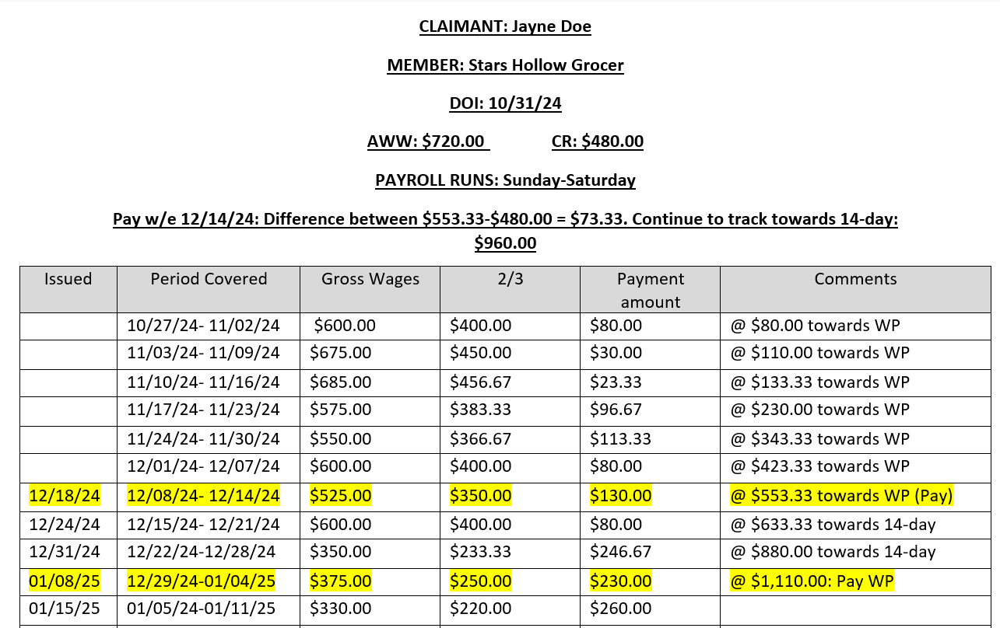 CLAIMANT: Jayne Doe
MEMBER: Stars Hollow Grocer
DOI: 10/31/24
AWW: $720.00 CR: $480.00
PAYROLL RUNS: Sunday-Saturday
Pay w/e 12/14/24: Difference between $553.33-$480.00 = $73.33. Continue to track towards 14-day:
$960.00
Issued Period Covered Gross Wages 2/3 Payment amount Comments
10/27/24- 11/02/24 $600.00 $400.00 $80.00 @ $80.00 towards WP
11/03/24- 11/09/24 $675.00 $450.00 $30.00 @ $110.00 towards WP
11/10/24- 11/16/24 $685.00 $456.67 $23.33 @ $133.33 towards WP
11/17/24- 11/23/24 $575.00 $383.33 $96.67 @ $230.00 towards WP
11/24/24- 11/30/24 $550.00 $366.67 $113.33 @ $343.33 towards WP
12/01/24- 12/07/24 $600.00 $400.00 $80.00 @ $423.33 towards WP
12/18/24 12/08/24- 12/14/24 $525.00 $350.00 $130.00 @ $553.33 towards WP (Pay)
12/24/24 12/15/24- 12/21/24 $600.00 $400.00 $80.00 @ $633.33 towards 14-day
12/31/24 12/22/24-12/28/24 $350.00 $233.33 $246.67 @ $880.00 towards 14-day
01/08/25 12/29/24-01/04/25 $375.00 $250.00 $230.00 @ $1,110.00: Pay WP
01/15/25 01/05/24-01/11/25 $330.00 $220.00 $260.00